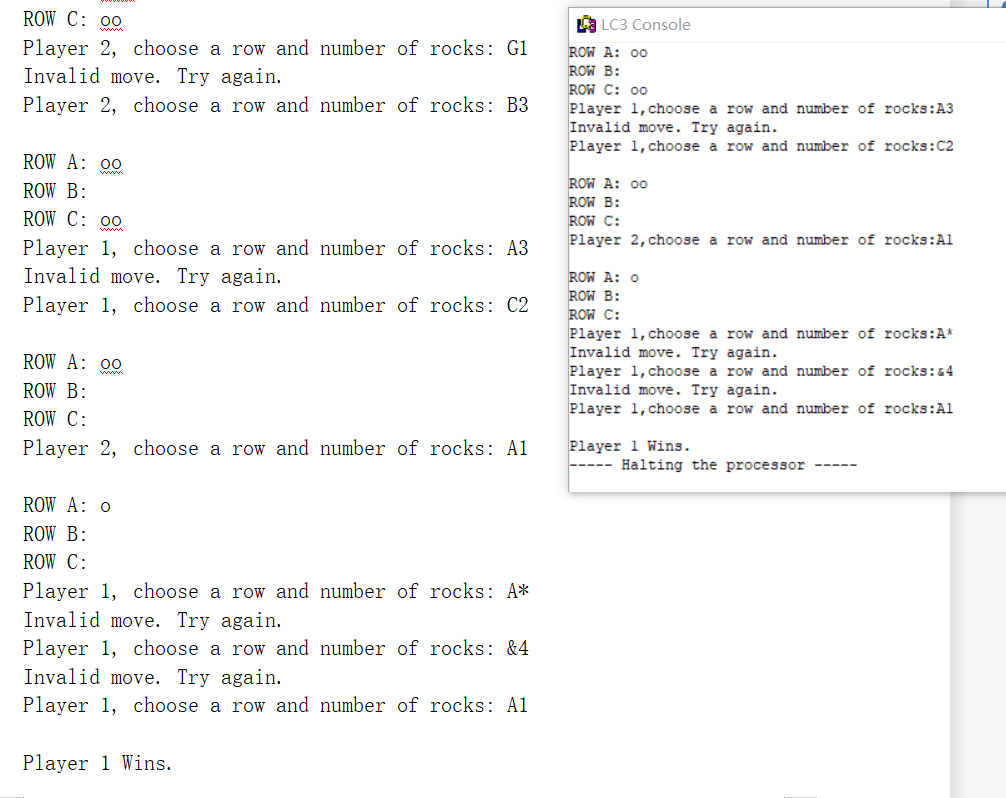 ROW C: oo
Player 2, choose a row and number of rocks: G1
Invalid move. Try again.
Player 2, choose a row and number of rocks: B3
ROW A: oo
ROW B:
ROW C: oo
Player 1, choose a row and number of rocks: A3
Invalid move. Try again.
Player 1, choose a row and number of rocks: C2
ROW A: oo
ROW B:
ROW C:
Player 2, choose a row and number of rocks: A1
ROW A: o
ROW B:
ROW C:
Player 1, choose a row and number of rocks: A*
Invalid move. Try again.
Player 1, choose a row and number of rocks: &4
Invalid move. Try again.
Player 1, choose a row and number of rocks: A1
Player 1 Wins.
LC3 Console
ROW A: oo
ROW B:
ROW C: oo
Player 1,choose a row and number of rocks:A3
Invalid move. Try again.
Player 1,choose a row and number of rocks:C2
ROW A: oo
ROW B:
ROW C:
Player 2,choose a row and number of rocks:A1
ROW A: o
ROW B:
ROW C:
Player 1,choose a row and number of rocks:A*
Invalid move. Try again.
Player 1,choose a row and number of rocks:&4
Invalid move. Try again.
Player 1,choose a row and number of rocks:A1
Player 1 Wins.
----- Halting the processor -----